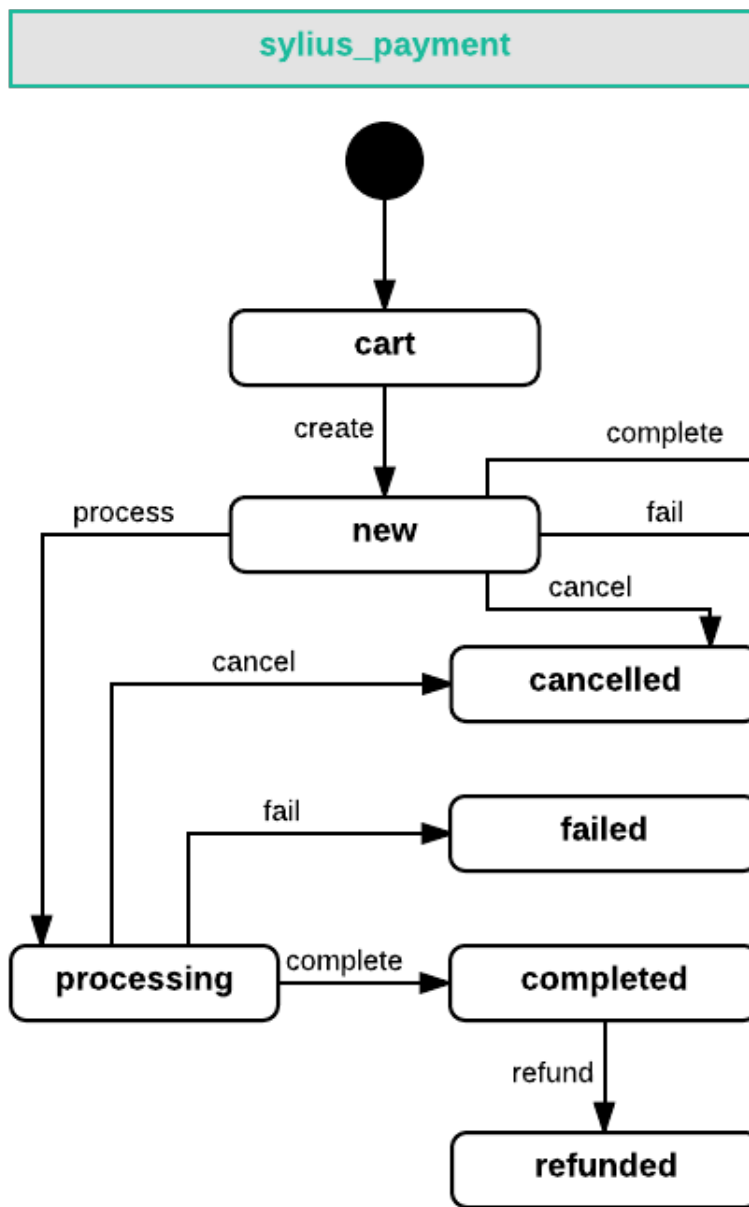 sylius_payment
cart
create
complete
process
new
fail
cancel
cancel
cancelled
fail
failed
processing
complete
completed
refund
refunded